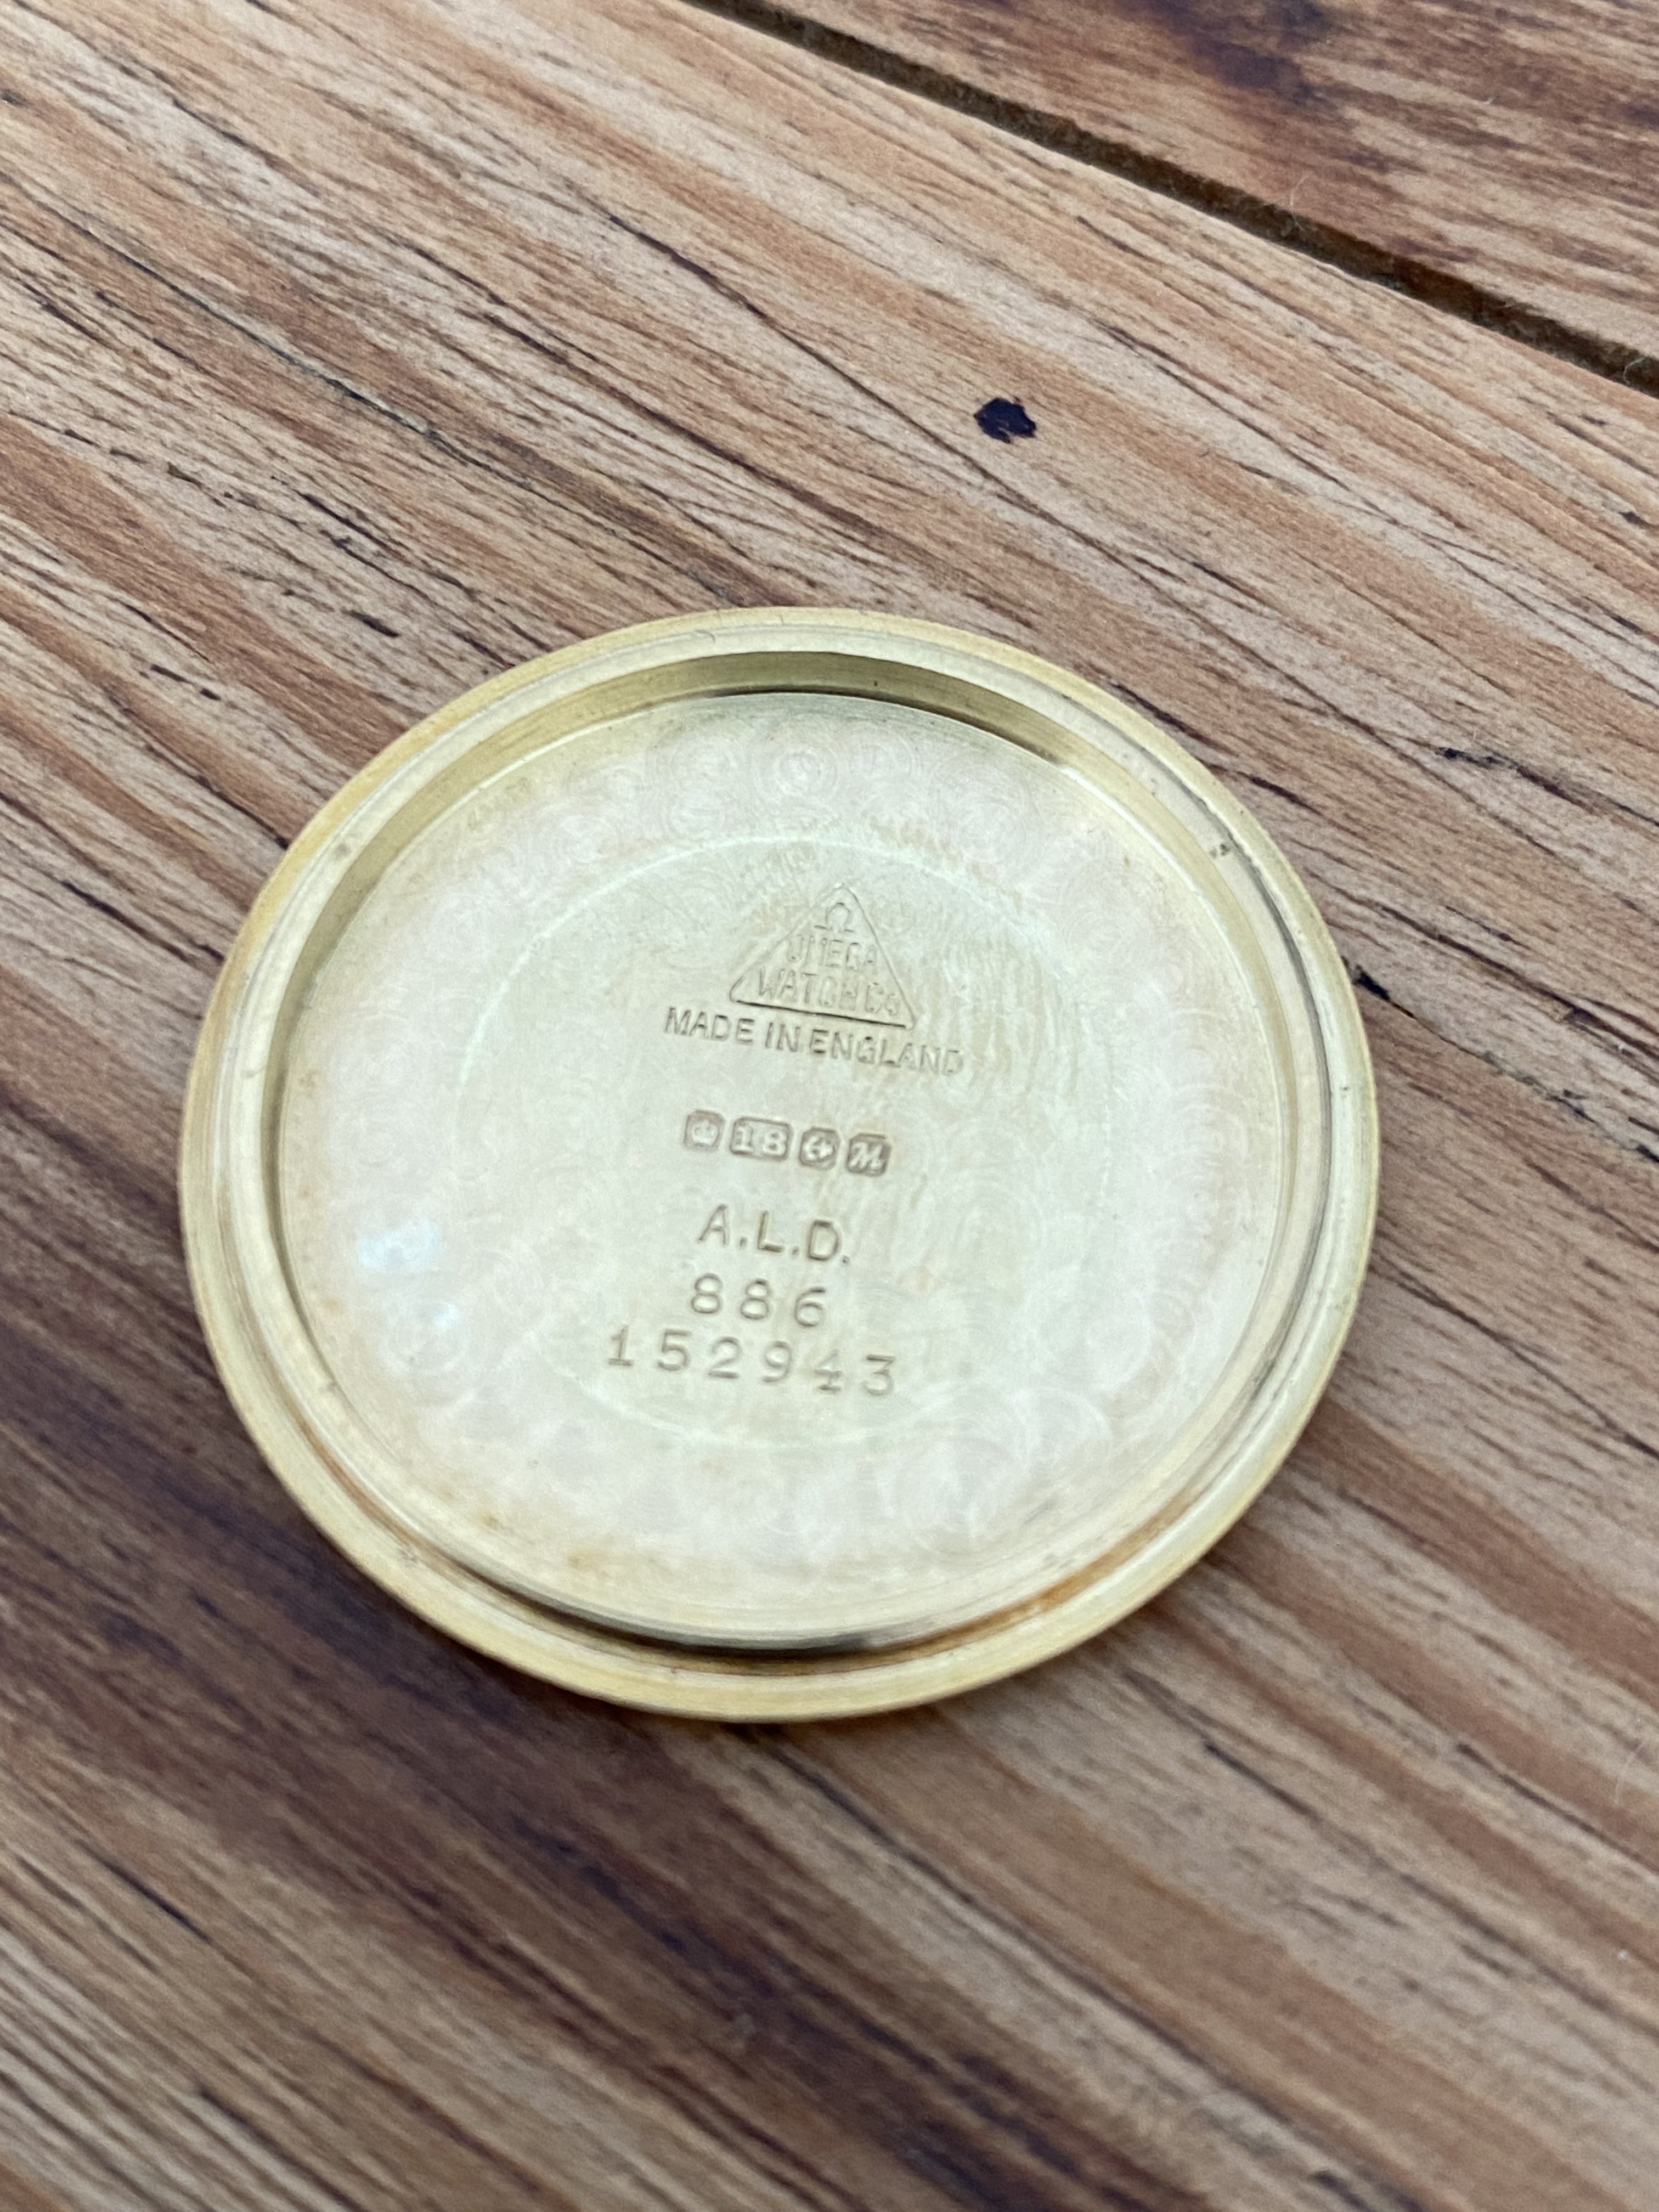 Ω
OMEGA
WATCH Co
MADE IN ENGLAND
18 M
A.L.D.
886
152943